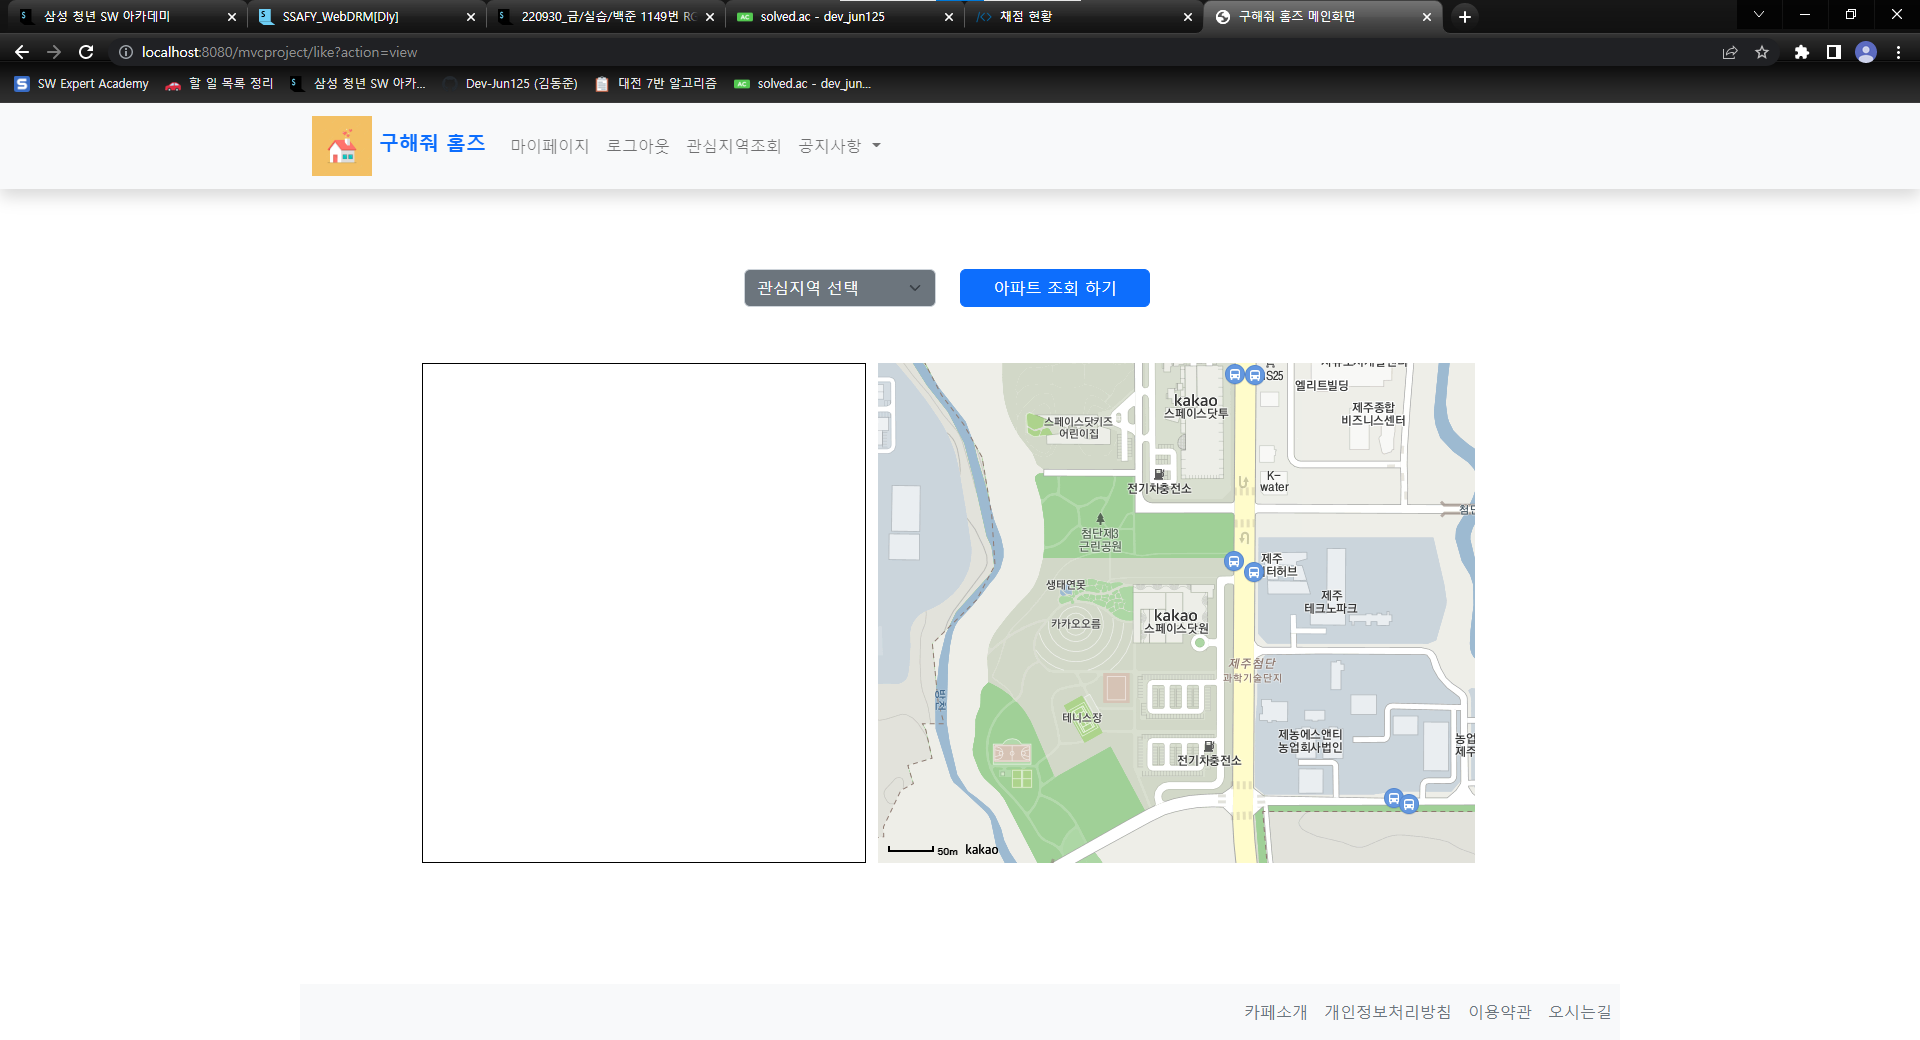 삼성 청년 SW 아카데미
SSAFY_WebDRM[Dly]
220930_금/실습/백준 1149번 RG
solved.ac - dev_jun125
채점 현황
구해줘 홈즈 메인화면
localhost:8080/mvcproject/like?action=view
SW Expert Academy
할 일 목록 정리
삼성 청년 SW 아카...
Dev-Jun125 (김동준)
대전 7반 알고리즘
solved.ac - dev_jun...
구해줘 홈즈
마이페이지
로그아웃
관심지역조회
공지사항
관심지역 선택
아파트 조회 하기
S25
엘리트빌딩
kakao
스페이스닷투
제주종합
비즈니스센터
스페이스닷키즈
어린이집
전기차충전소
K-
water
첨단
첨단제3
근린공원
제주
터허브
생태연못
제주
테크노파크
카카오오름
kakao
스페이스닷원
제주첨단
과학기술단지
테니스장
제농에스앤티
농업회사법인
농업
제주
전기차충전소
50m
kakao
카페소개
개인정보처리방침
이용약관
오시는길